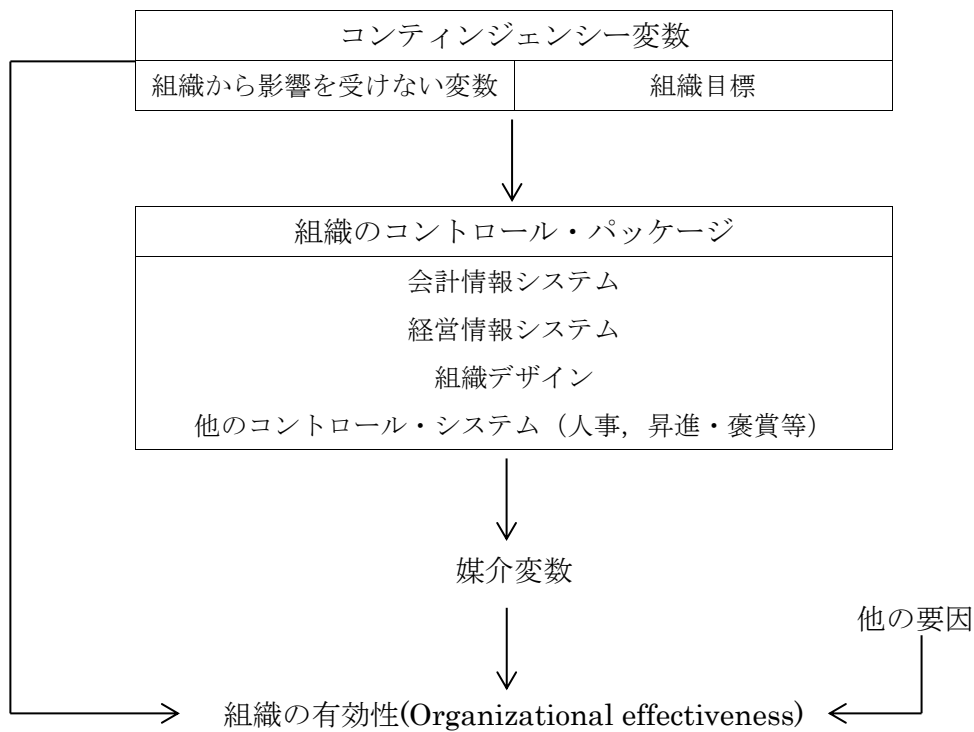 コンティンジェンシー変数
組織から影響を受けない変数 組織目標
組織のコントロール・パッケージ
会計情報システム
経営情報システム
組織デザイン
他のコントロール・システム（人事，昇進・褒賞等）
媒介変数
他の要因
組織の有効性(Organizational effectiveness)